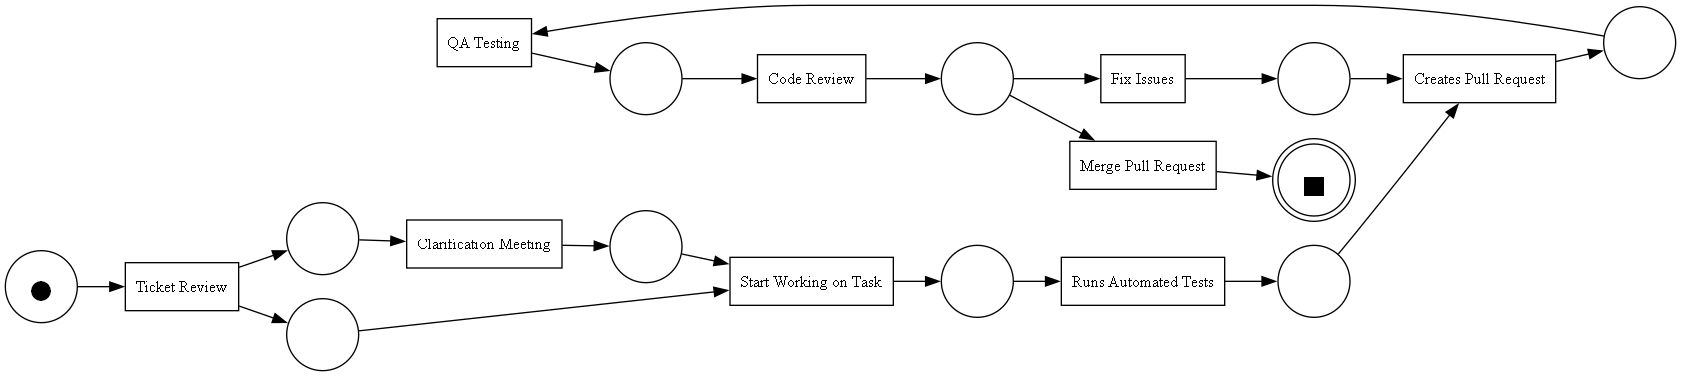 QA Testing
Code Review
Fix Issues
Creates Pull Request
Merge Pull Request
Ticket Review
Clarification Meeting
Start Working on Task
Runs Automated Tests